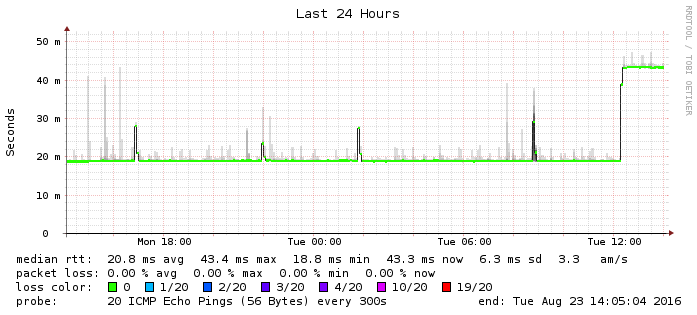 Last 24 Hours
RRDTOOL / TOBI OETIKER
Seconds
50 m
40 m
30 m
20 m
10 m
0
Mon 18:00 Tue 00:00 Tue 06:00 Tue 12:00
median rtt: 20.8 ms avg 43.4 ms max 18.8 ms min 43.3 ms now 6.3 ms sd 3.3 am/s
packet loss: 0.00 % avg 0.00 % max 0.00 % min 0.00 % now
loss color: 0 1/20 2/20 3/20 4/20 10/20 19/20
probe: 20 ICMP Echo Pings (56 Bytes) every 300s end: Tue Aug 23 14:05:04 2016